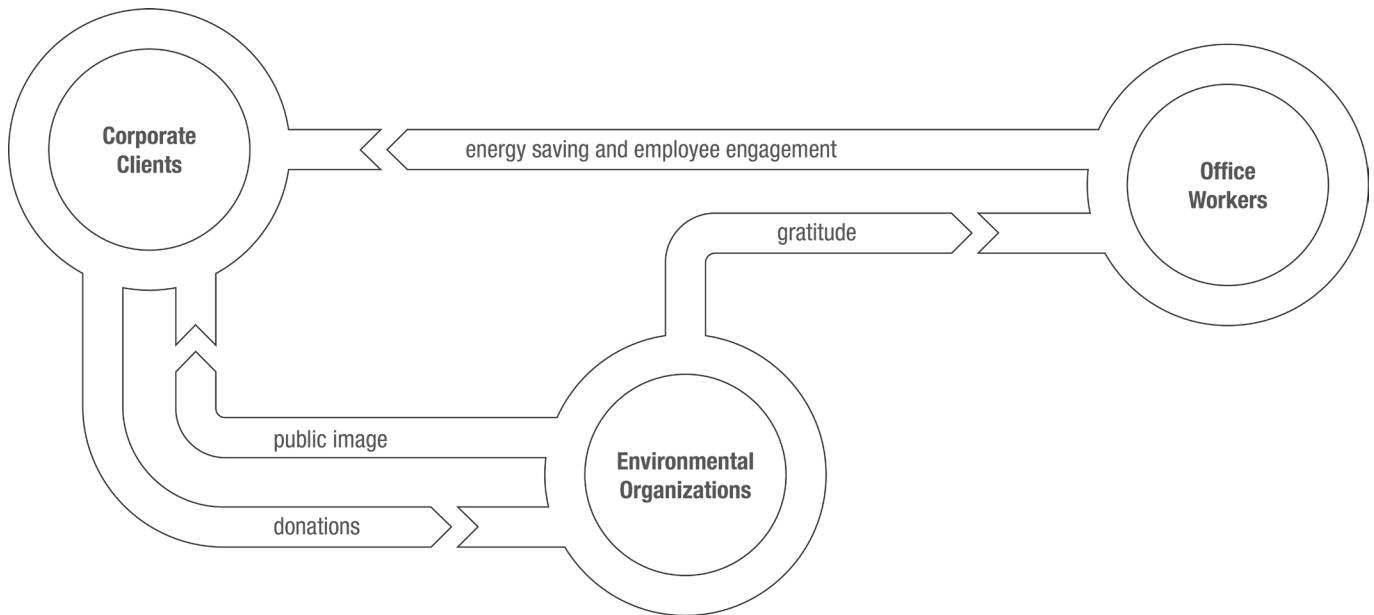 Corporate
Clients
energy saving and employee engagement
Office
Workers
gratitude
public image
Environmental
Organizations
donations